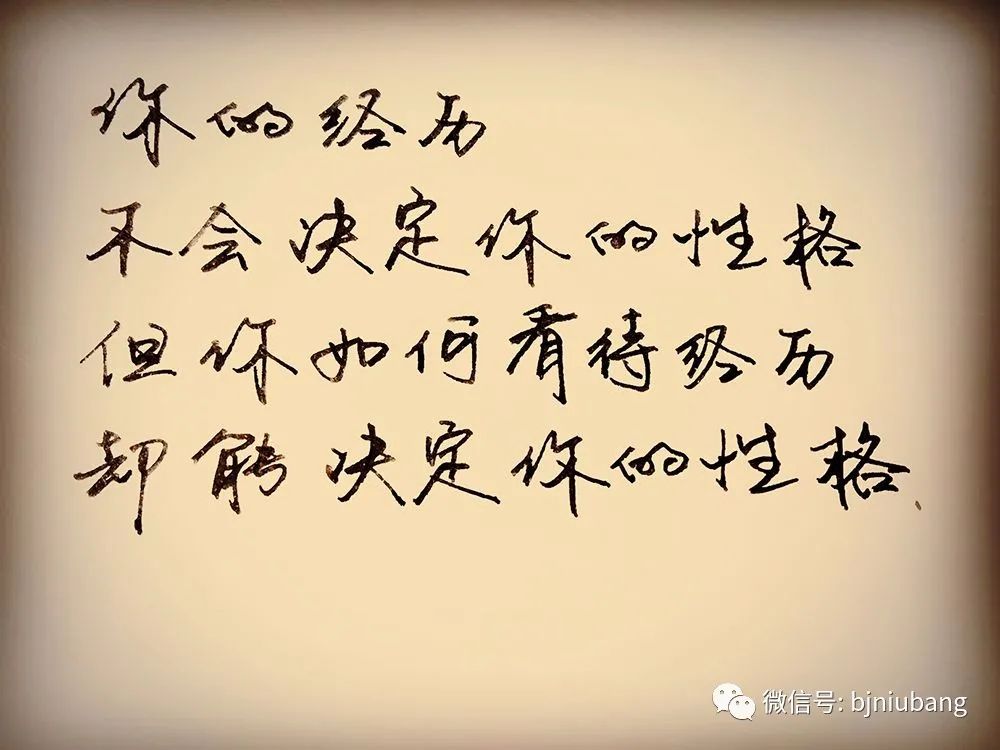 你的经历
不会决定你的性格
但你如何看待经历
却能决定你的性格、
微信号: bjniubang